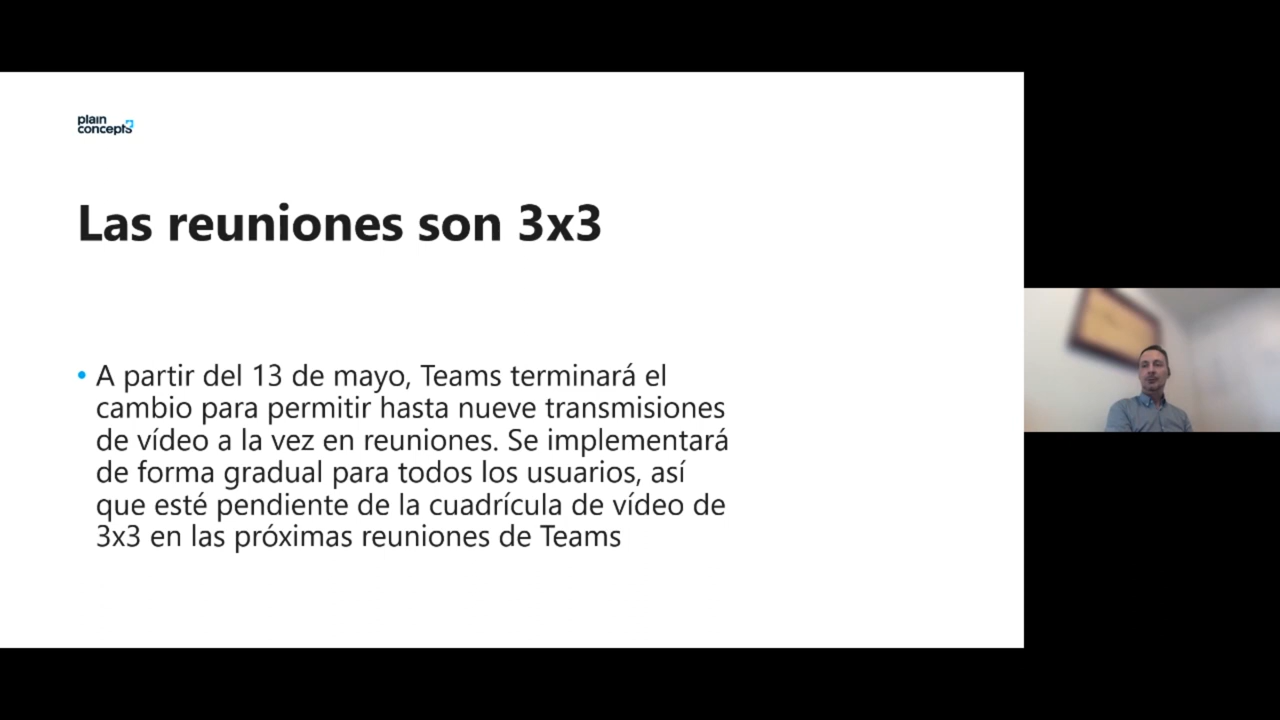 plain
concepts
Las reuniones son 3x3
• A partir del 13 de mayo, Teams terminará el
cambio para permitir hasta nueve transmisiones
de vídeo a la vez en reuniones. Se implementará
de forma gradual para todos los usuarios, así
que esté pendiente de la cuadrícula de vídeo de
3x3 en las próximas reuniones de Teams